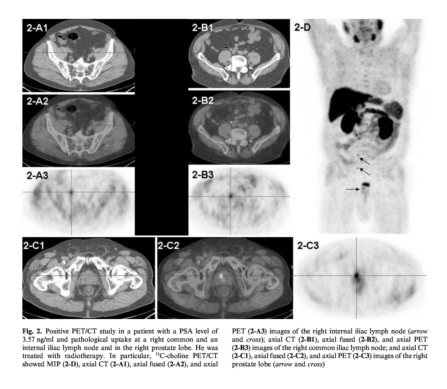 2-A1
2-B1
2-D
2-A2
2-B2
2-A3
2-B3
2-C1
2-C2
2-C3
Fig. 2. Positive PET/CT study in a patient with a PSA level of
3.57 ng/ml and pathological uptake at a right common and an
internal iliac lymph node and in the right prostate lobe. He was
treated with radiotherapy. In particular, ¹¹C-choline PET/CT
showed MIP (2-D), axial CT (2-A1), axial fused (2-A2), and axial
PET (2-A3) images of the right internal iliac lymph node (arrow
and cross); axial CT (2-B1), axial fused (2-B2), and axial PET
(2-B3) images of the right common iliac lymph node; and axial CT
(2-C1), axial fused (2-C2), and axial PET (2-C3) images of the right
prostate lobe (arrow and cross)